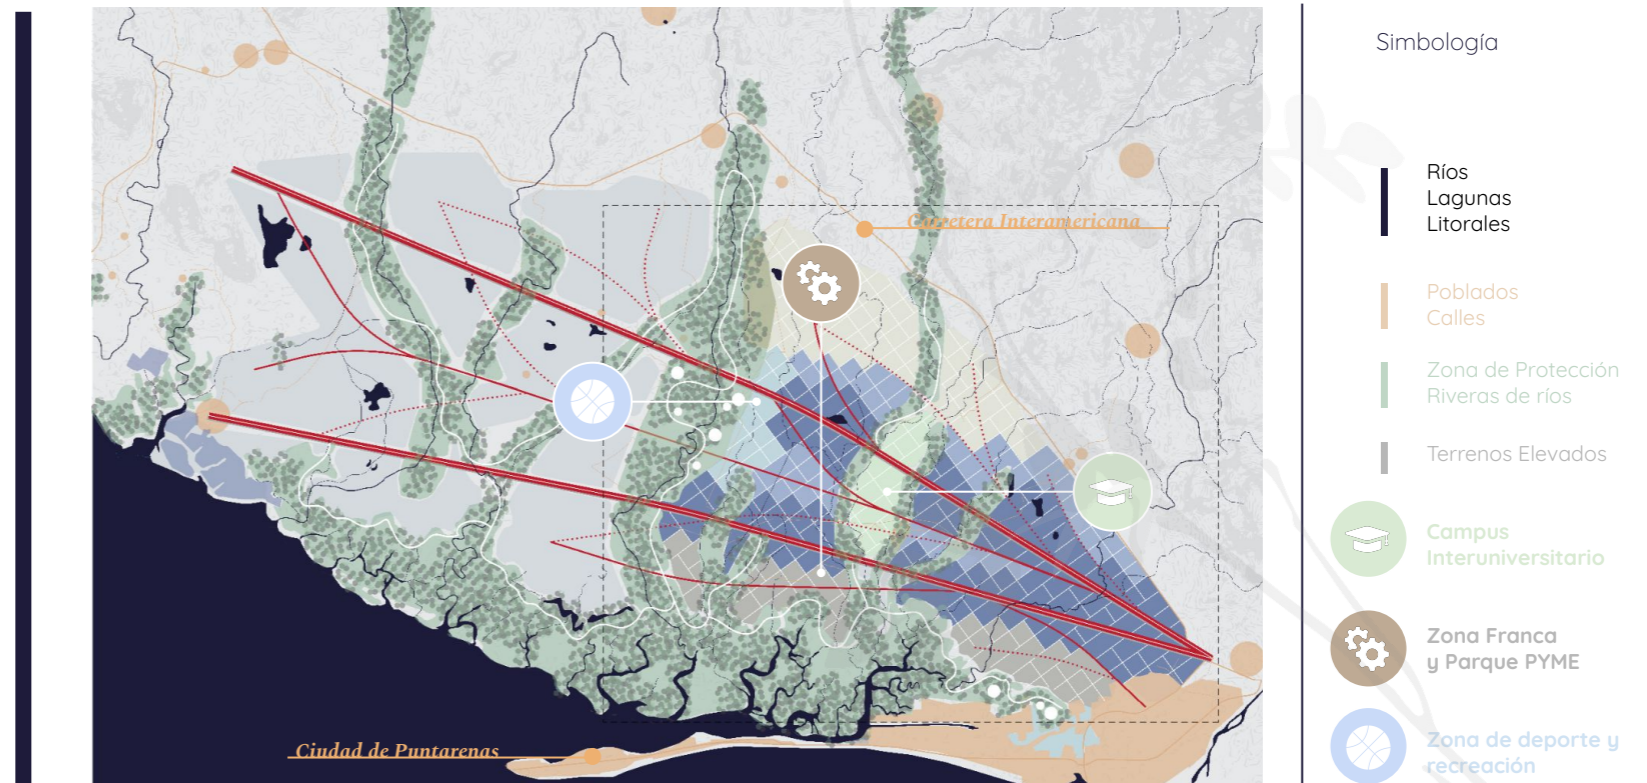 Simbología
Carretera Interamericana
Ciudad de Puntarenas
Ríos
Lagunas
Litorales
Poblados
Calles
Zona de Protección
Riveras de ríos
Terrenos Elevados
Campus
Interuniversitario
Zona Franca
y Parque PYME
Zona de deporte y
recreación